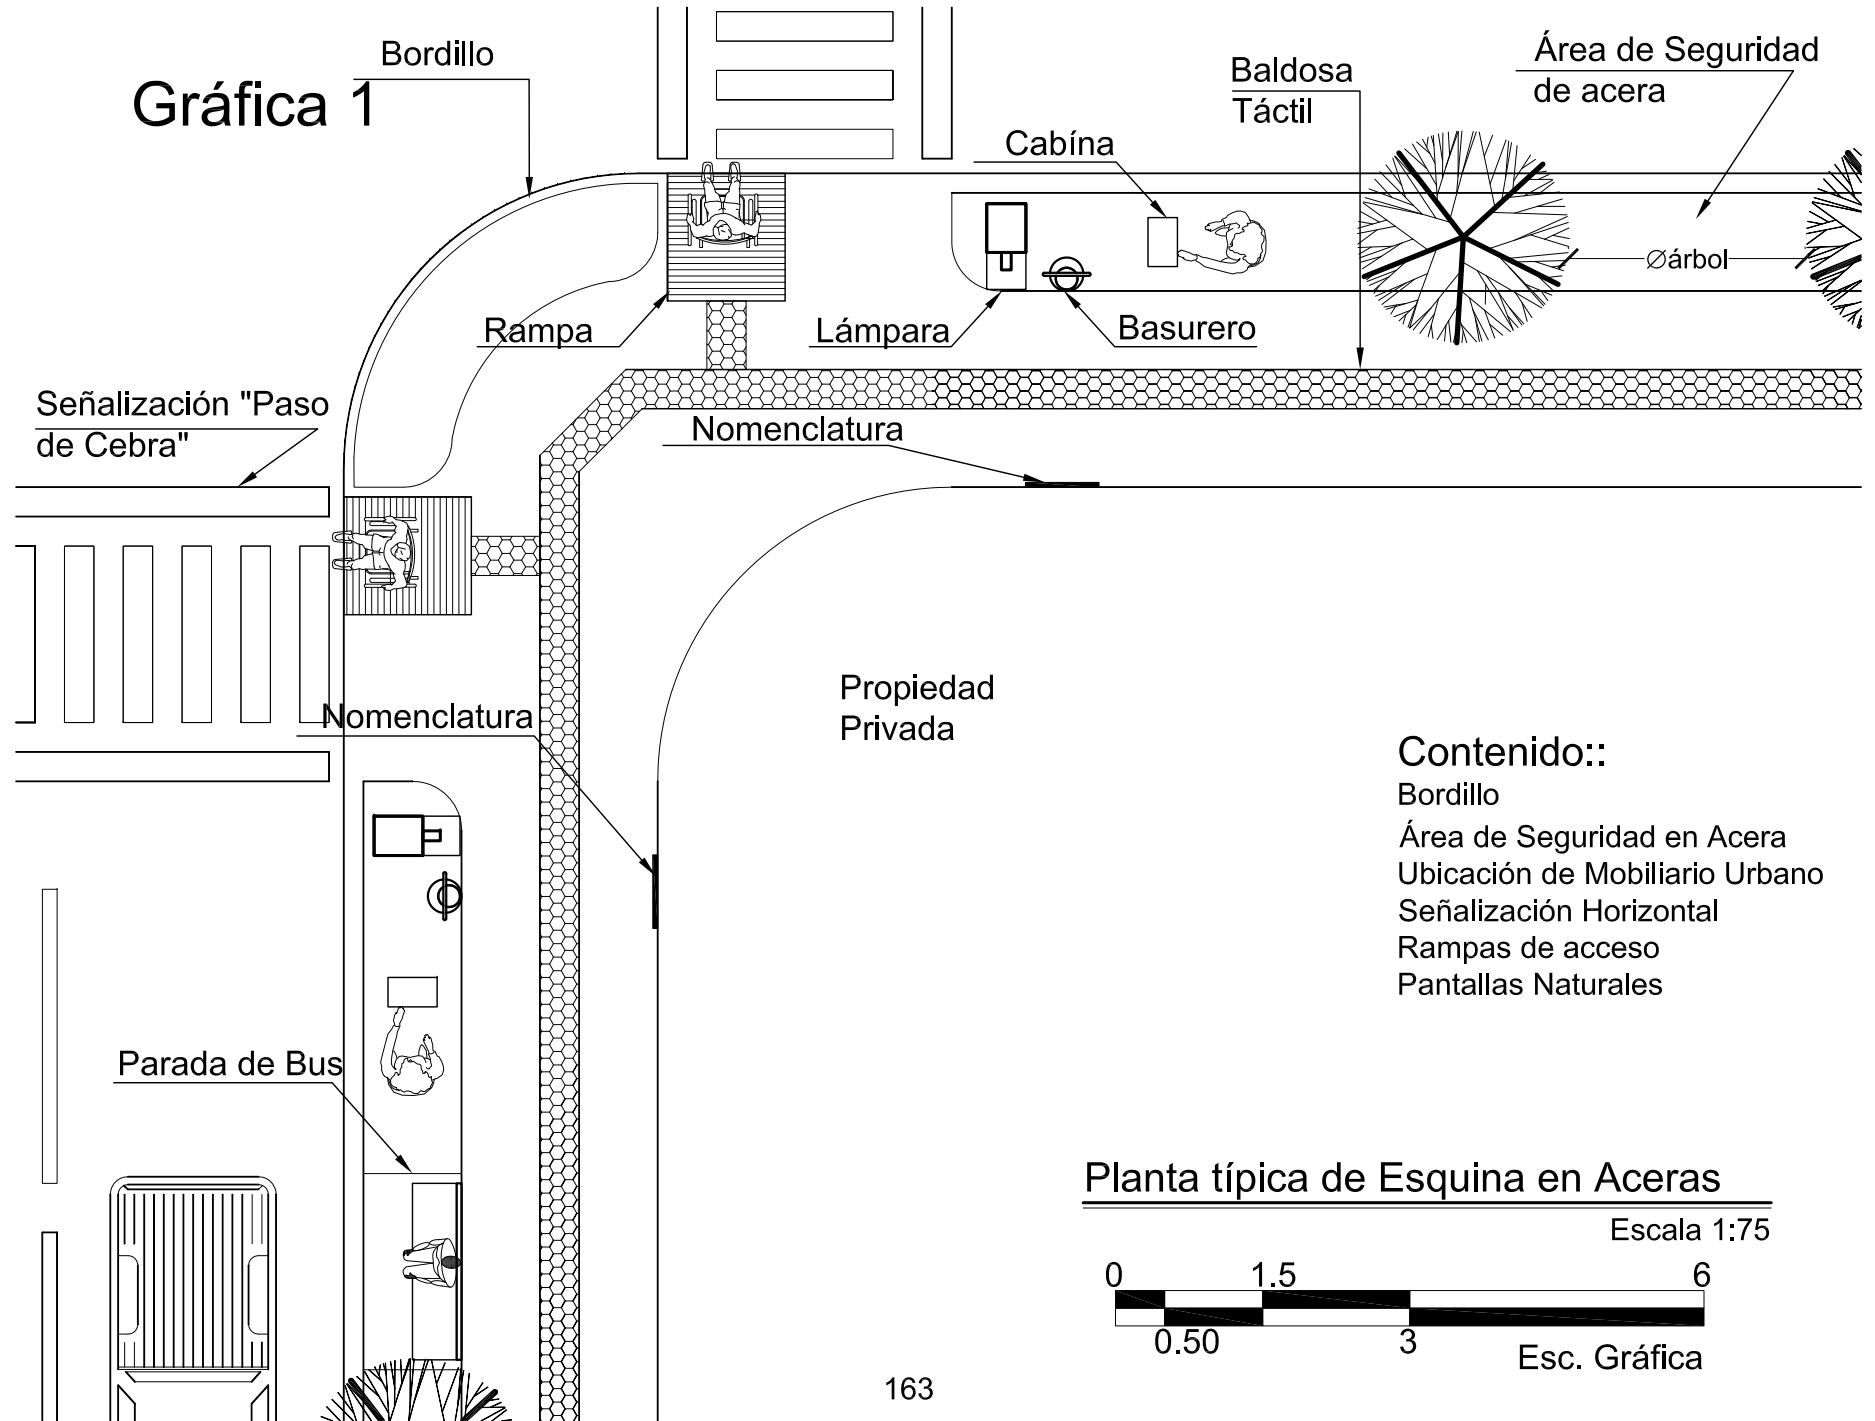 Gráfica 1
Bordillo
Baldosa
Táctil
Área de Seguridad
de acera
Cabína
Øárbol
Rampa
Lámpara
Basurero
Señalización "Paso
de Cebra"
Nomenclatura
Nomenclatura
Propiedad
Privada
Contenido::
Bordillo
Área de Seguridad en Acera
Ubicación de Mobiliario Urbano
Señalización Horizontal
Rampas de acceso
Pantallas Naturales
Parada de Bus
Planta típica de Esquina en Aceras
Escala 1:75
0 1.5 6
0.50 3
Esc. Gráfica
163